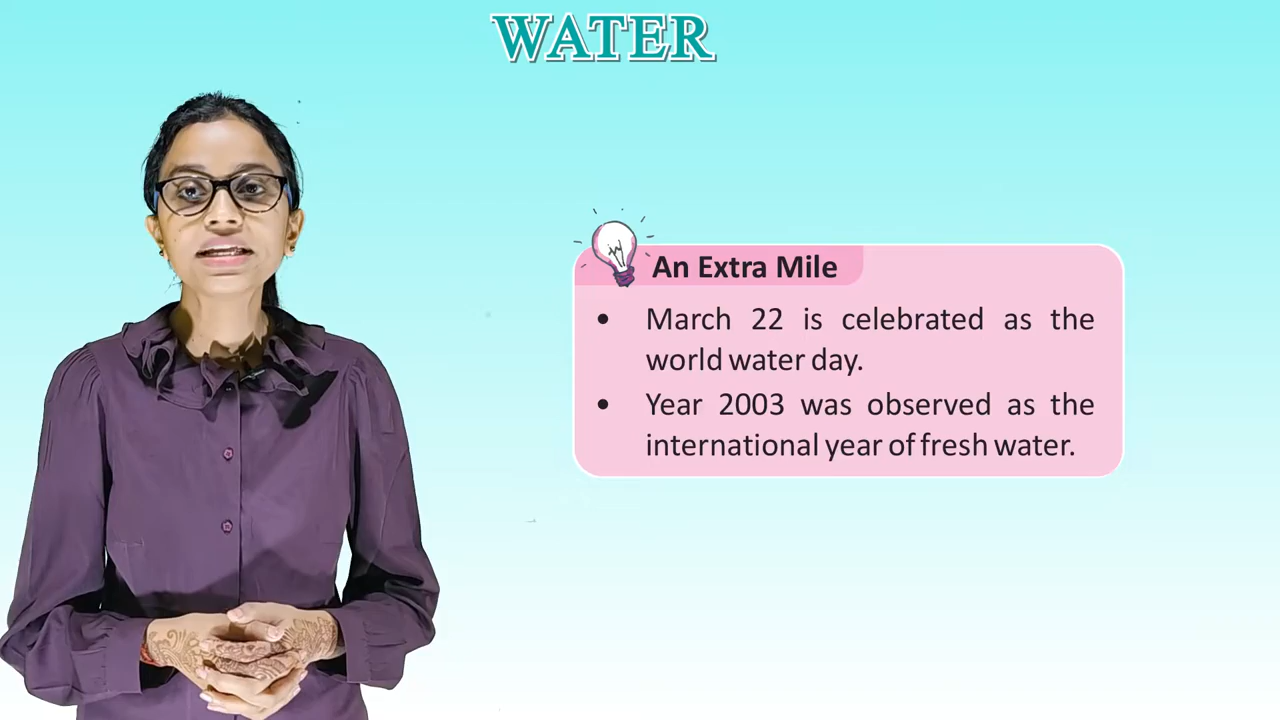 WATER
An Extra Mile
• March 22 is celebrated as the
world water day.
• Year 2003 was observed as the
international year of fresh water.